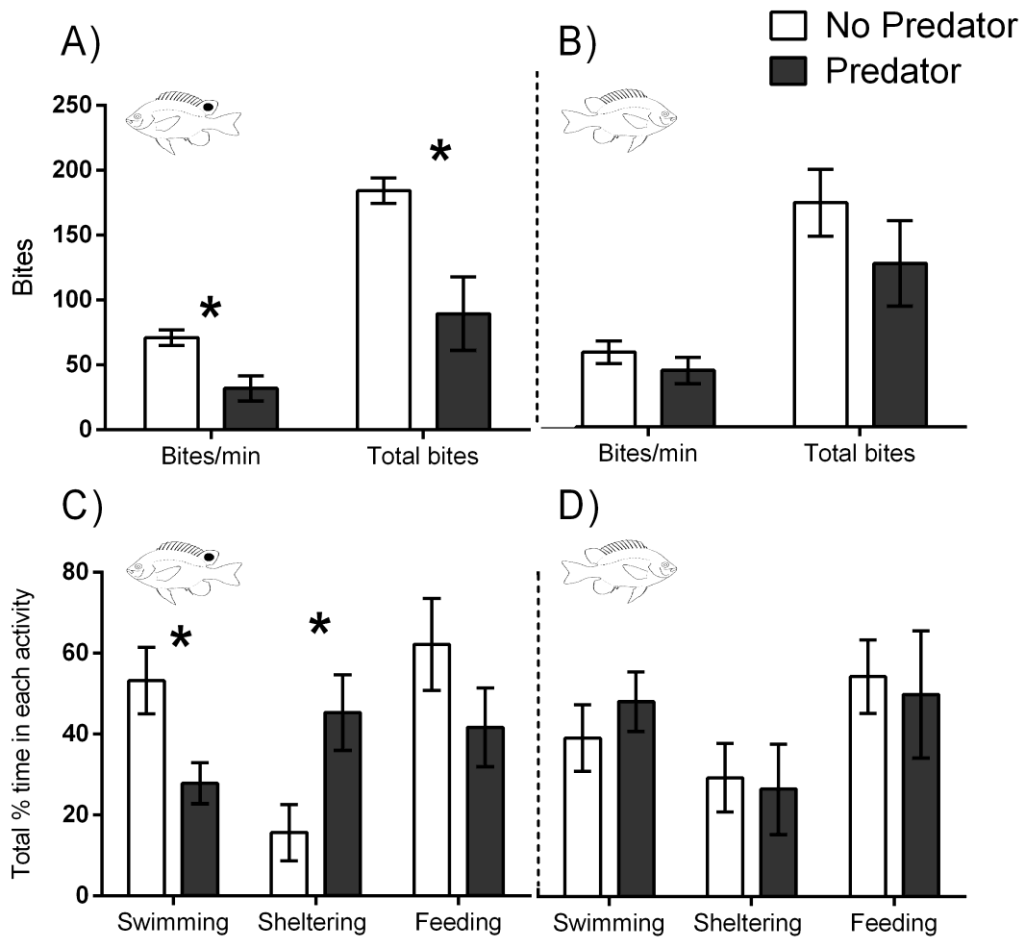 A)
B)
No Predator
Predator
Bites
250
200
150
100
50
0
*
*
Bites/min
Total bites
Bites/min
Total bites
C)
D)
Total % time in each activity
80
60
40
20
0
*
*
Swimming
Sheltering
Feeding
Swimming
Sheltering
Feeding